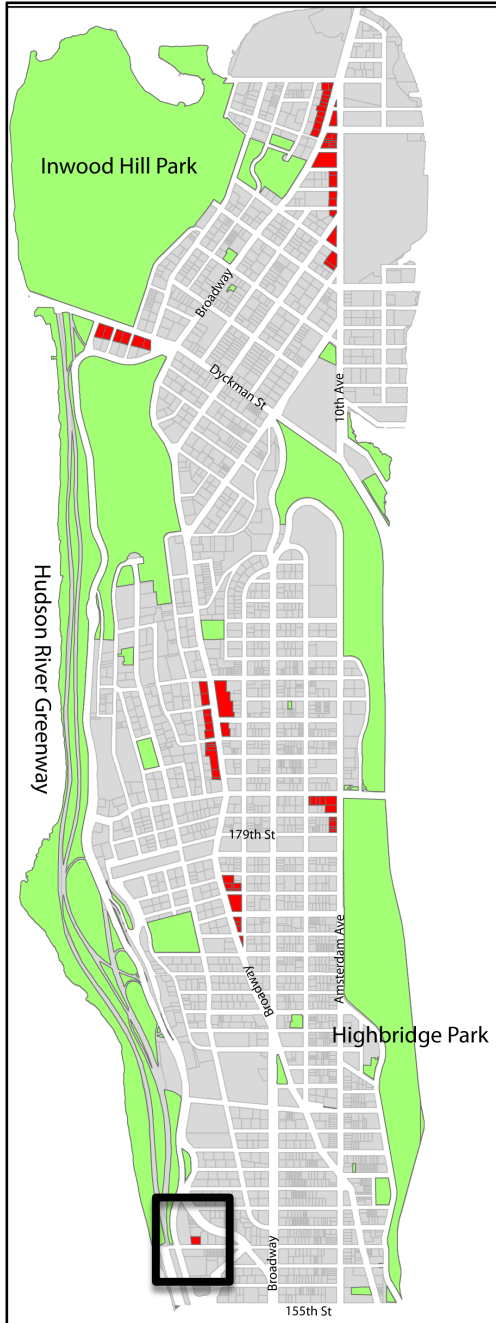 Inwood Hill Park
Broadway
Dyckman St
10th Ave
Hudson River Greenway
179th St
Amsterdam Ave
Broadway
Highbridge Park
Broadway
155th St